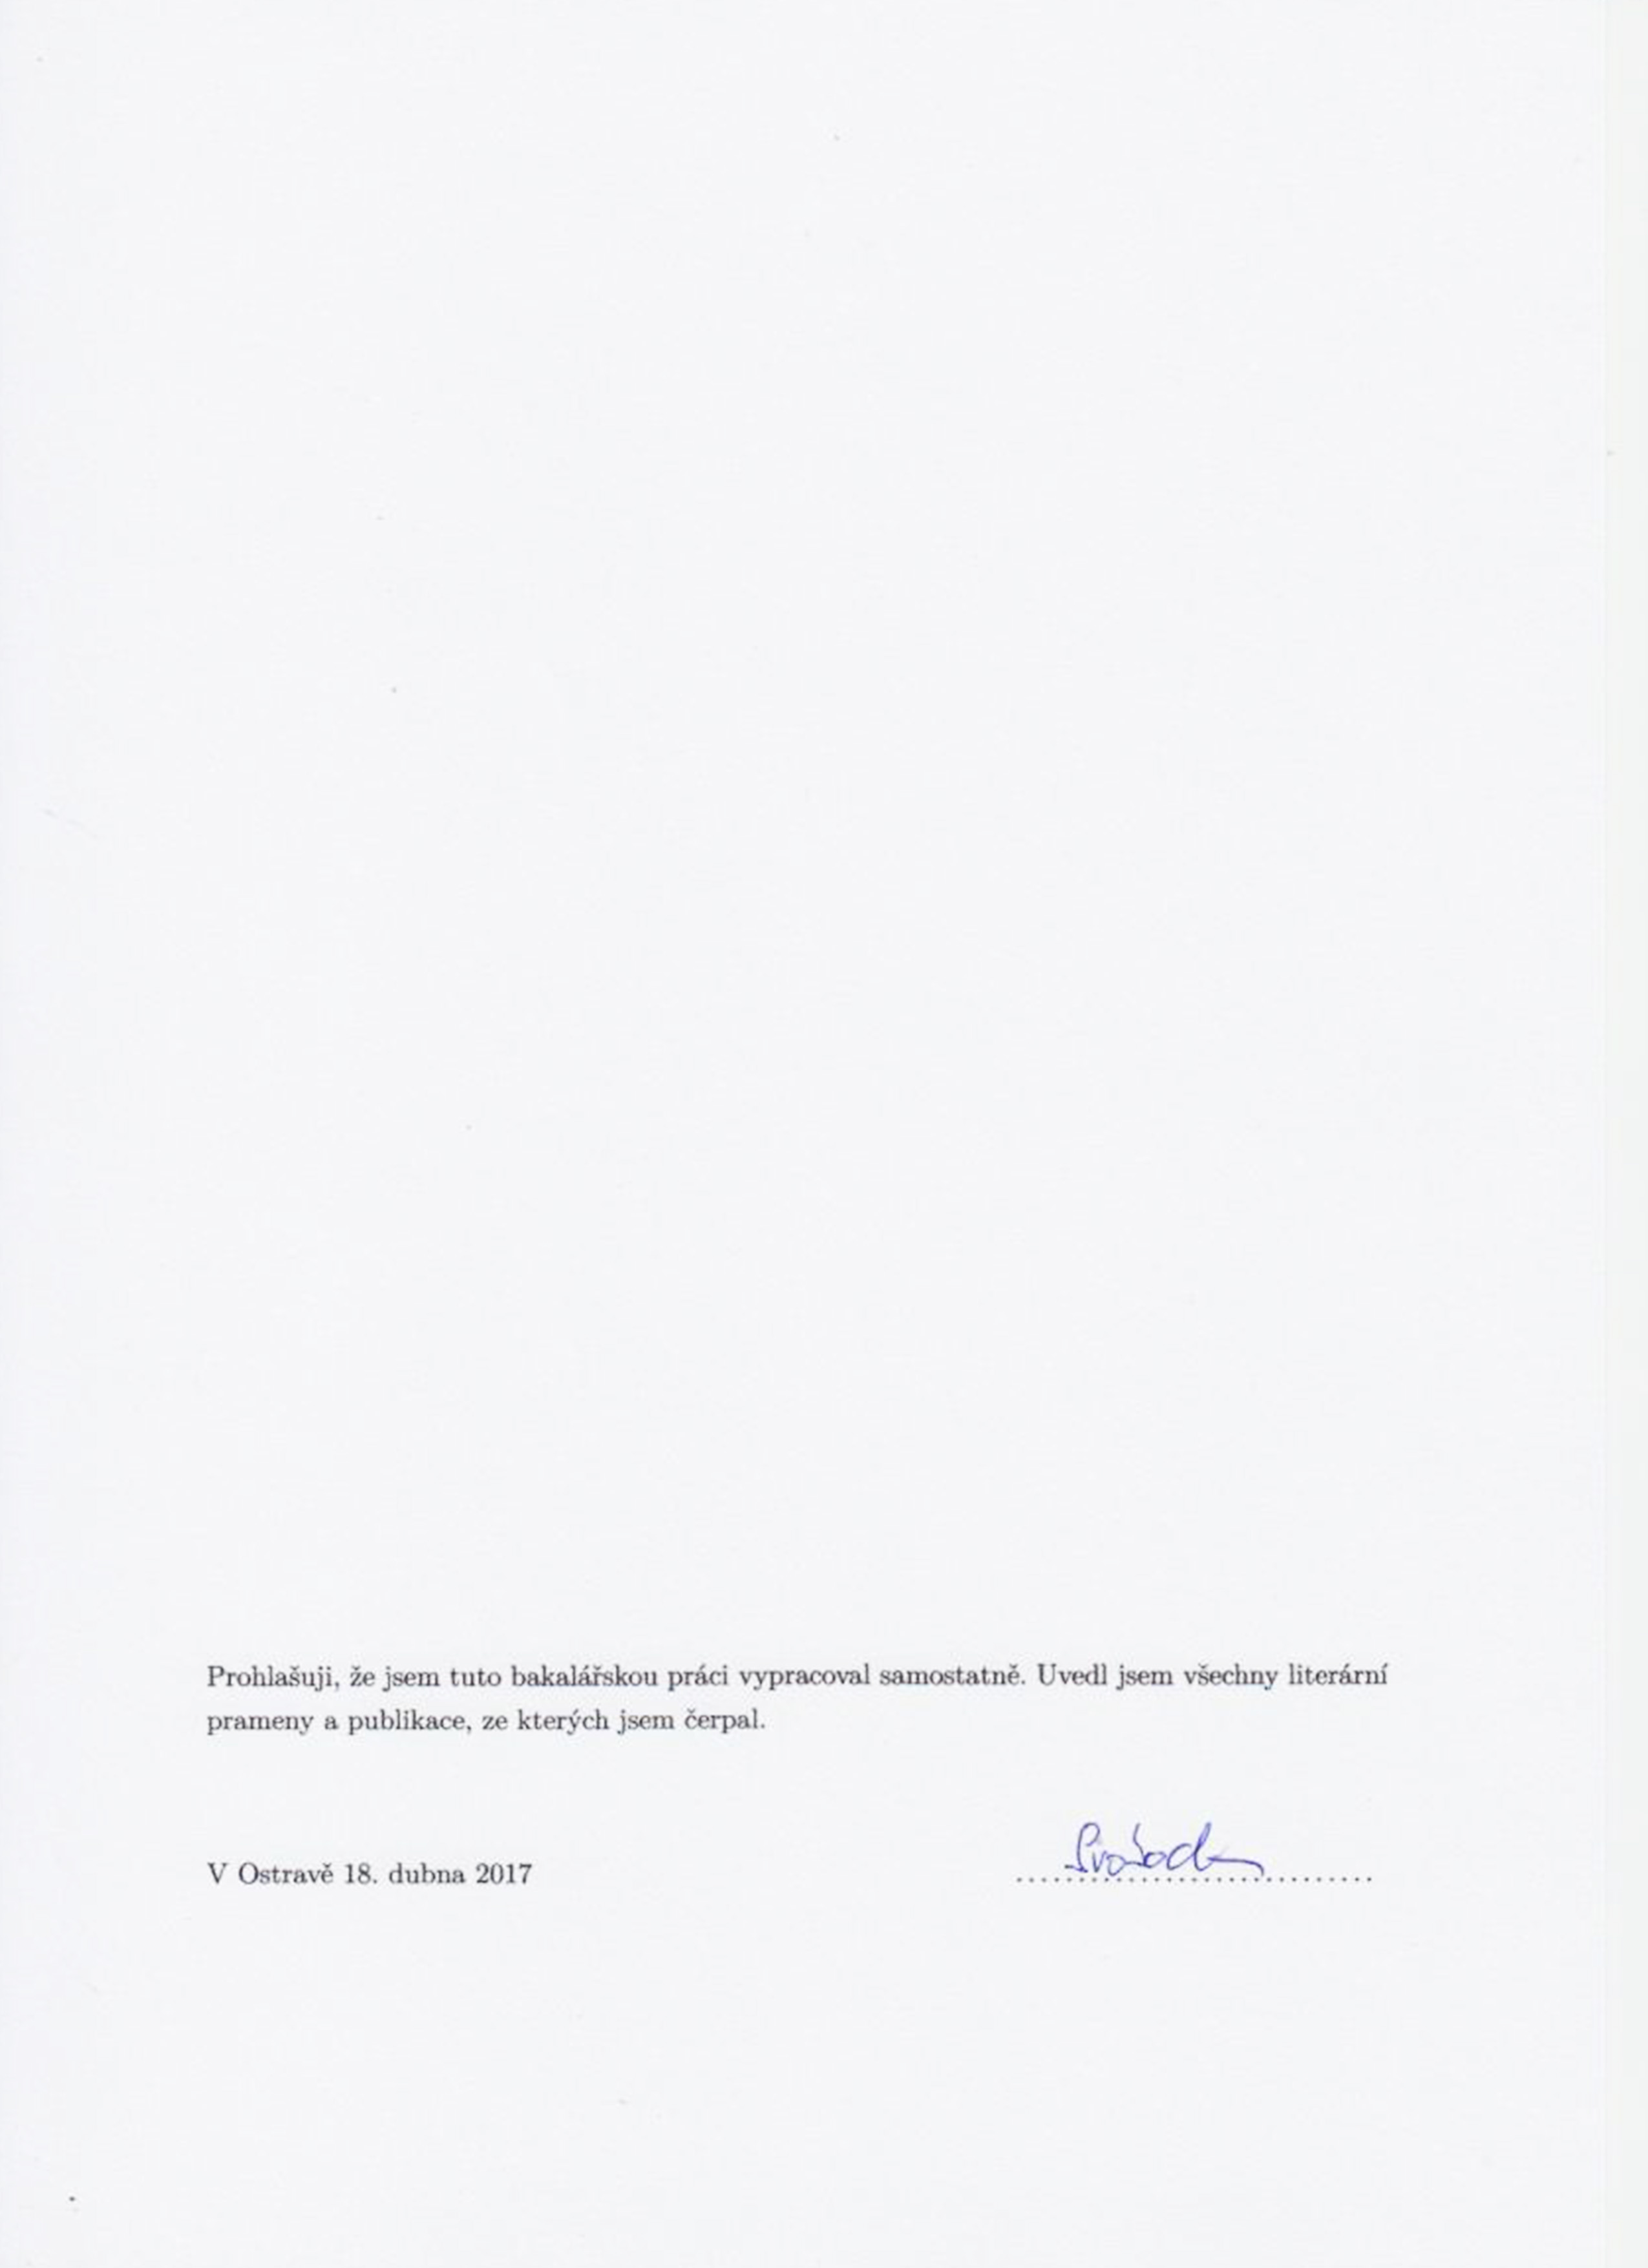 Prohlašuji, že jsem tuto bakalářskou práci vypracoval samostatně. Uvedl jsem všechny literární
prameny a publikace, ze kterých jsem čerpal.
V Ostravě 18. dubna 2017